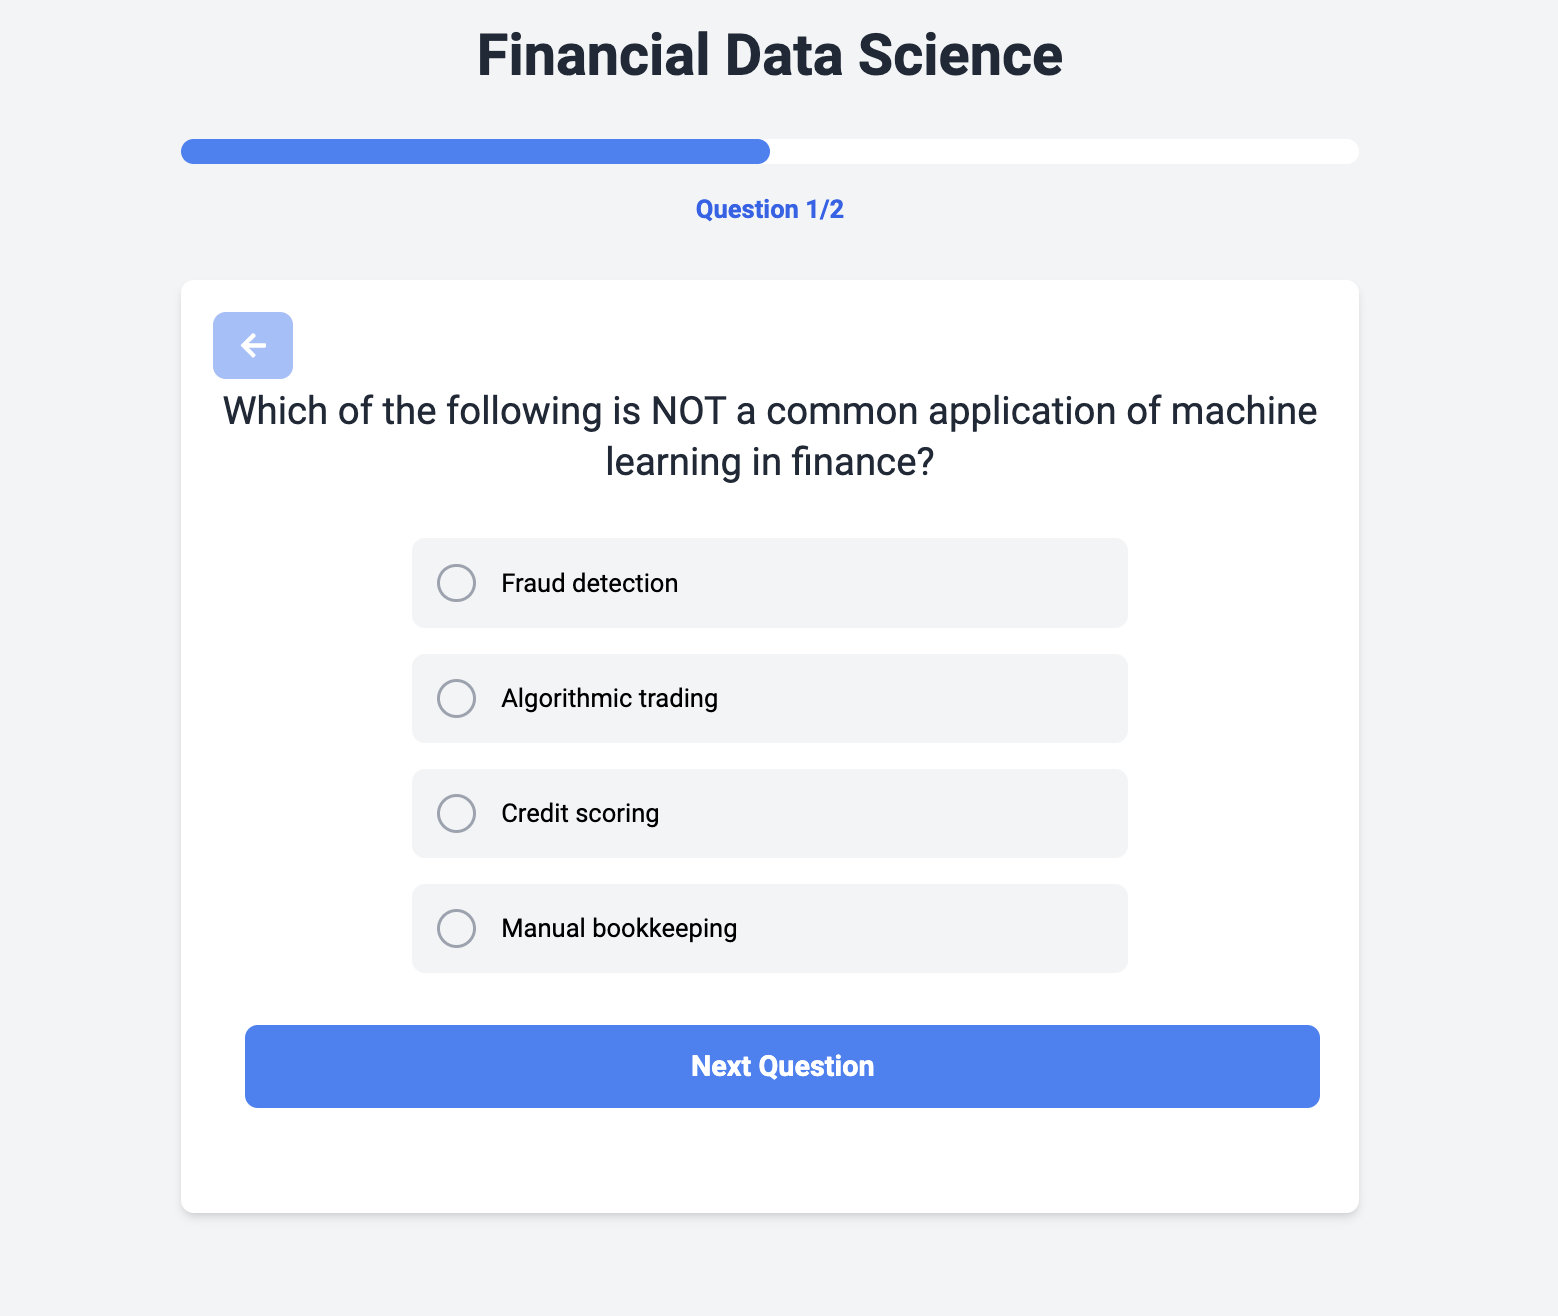 Financial Data Science
Question 1/2
Which of the following is NOT a common application of machine
learning in finance?
Fraud detection
Algorithmic trading
Credit scoring
Manual bookkeeping
Next Question